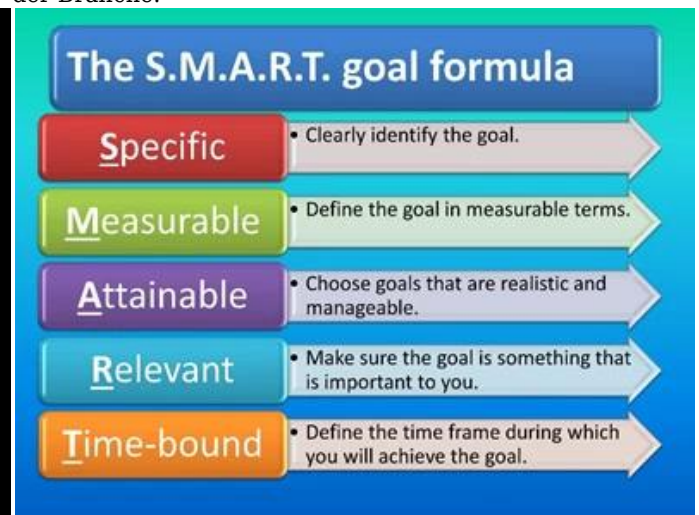 der Branche.
The S.M.A.R.T. goal formula
Specific
• Clearly identify the goal.
Measurable
• Define the goal in measurable terms.
Attainable
• Choose goals that are realistic and
manageable.
Relevant
• Make sure the goal is something that
is important to you.
Time-bound
• Define the time frame during which
you will achieve the goal.